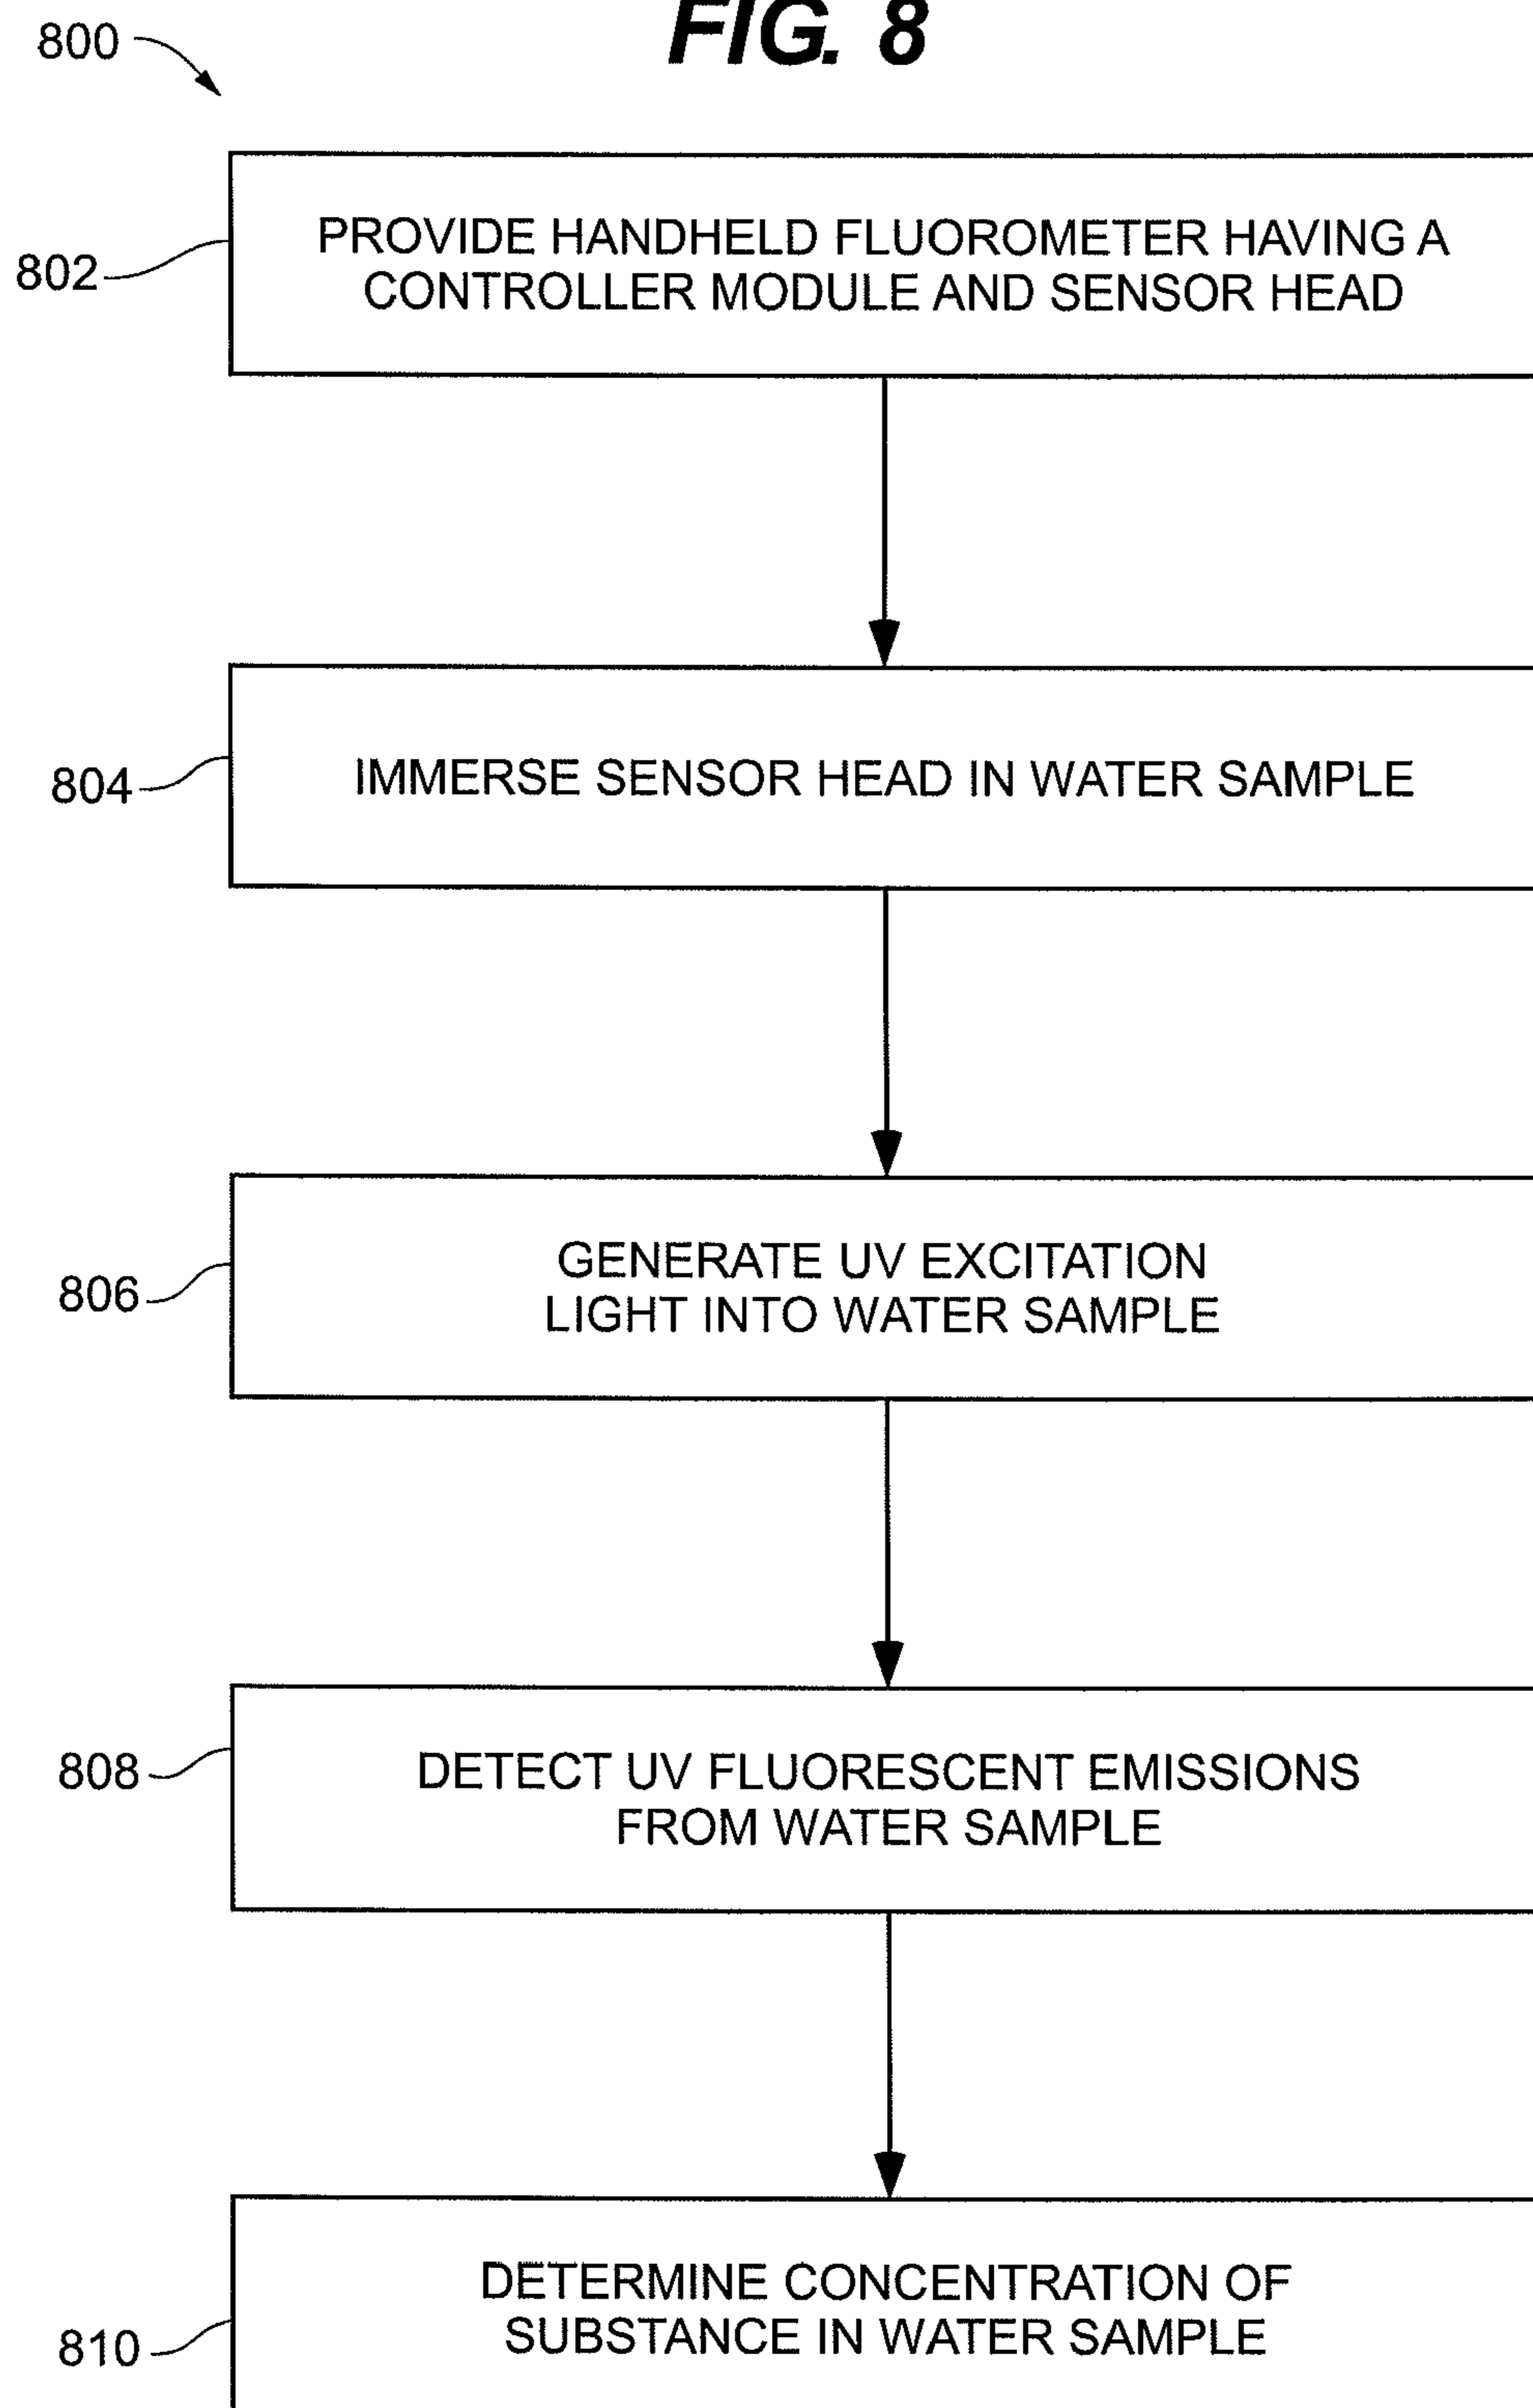 FIG. 8
800
802
PROVIDE HANDHELD FLUOROMETER HAVING A
CONTROLLER MODULE AND SENSOR HEAD
804
IMMERSE SENSOR HEAD IN WATER SAMPLE
806
GENERATE UV EXCITATION
LIGHT INTO WATER SAMPLE
808
DETECT UV FLUORESCENT EMISSIONS
FROM WATER SAMPLE
810
DETERMINE CONCENTRATION OF
SUBSTANCE IN WATER SAMPLE